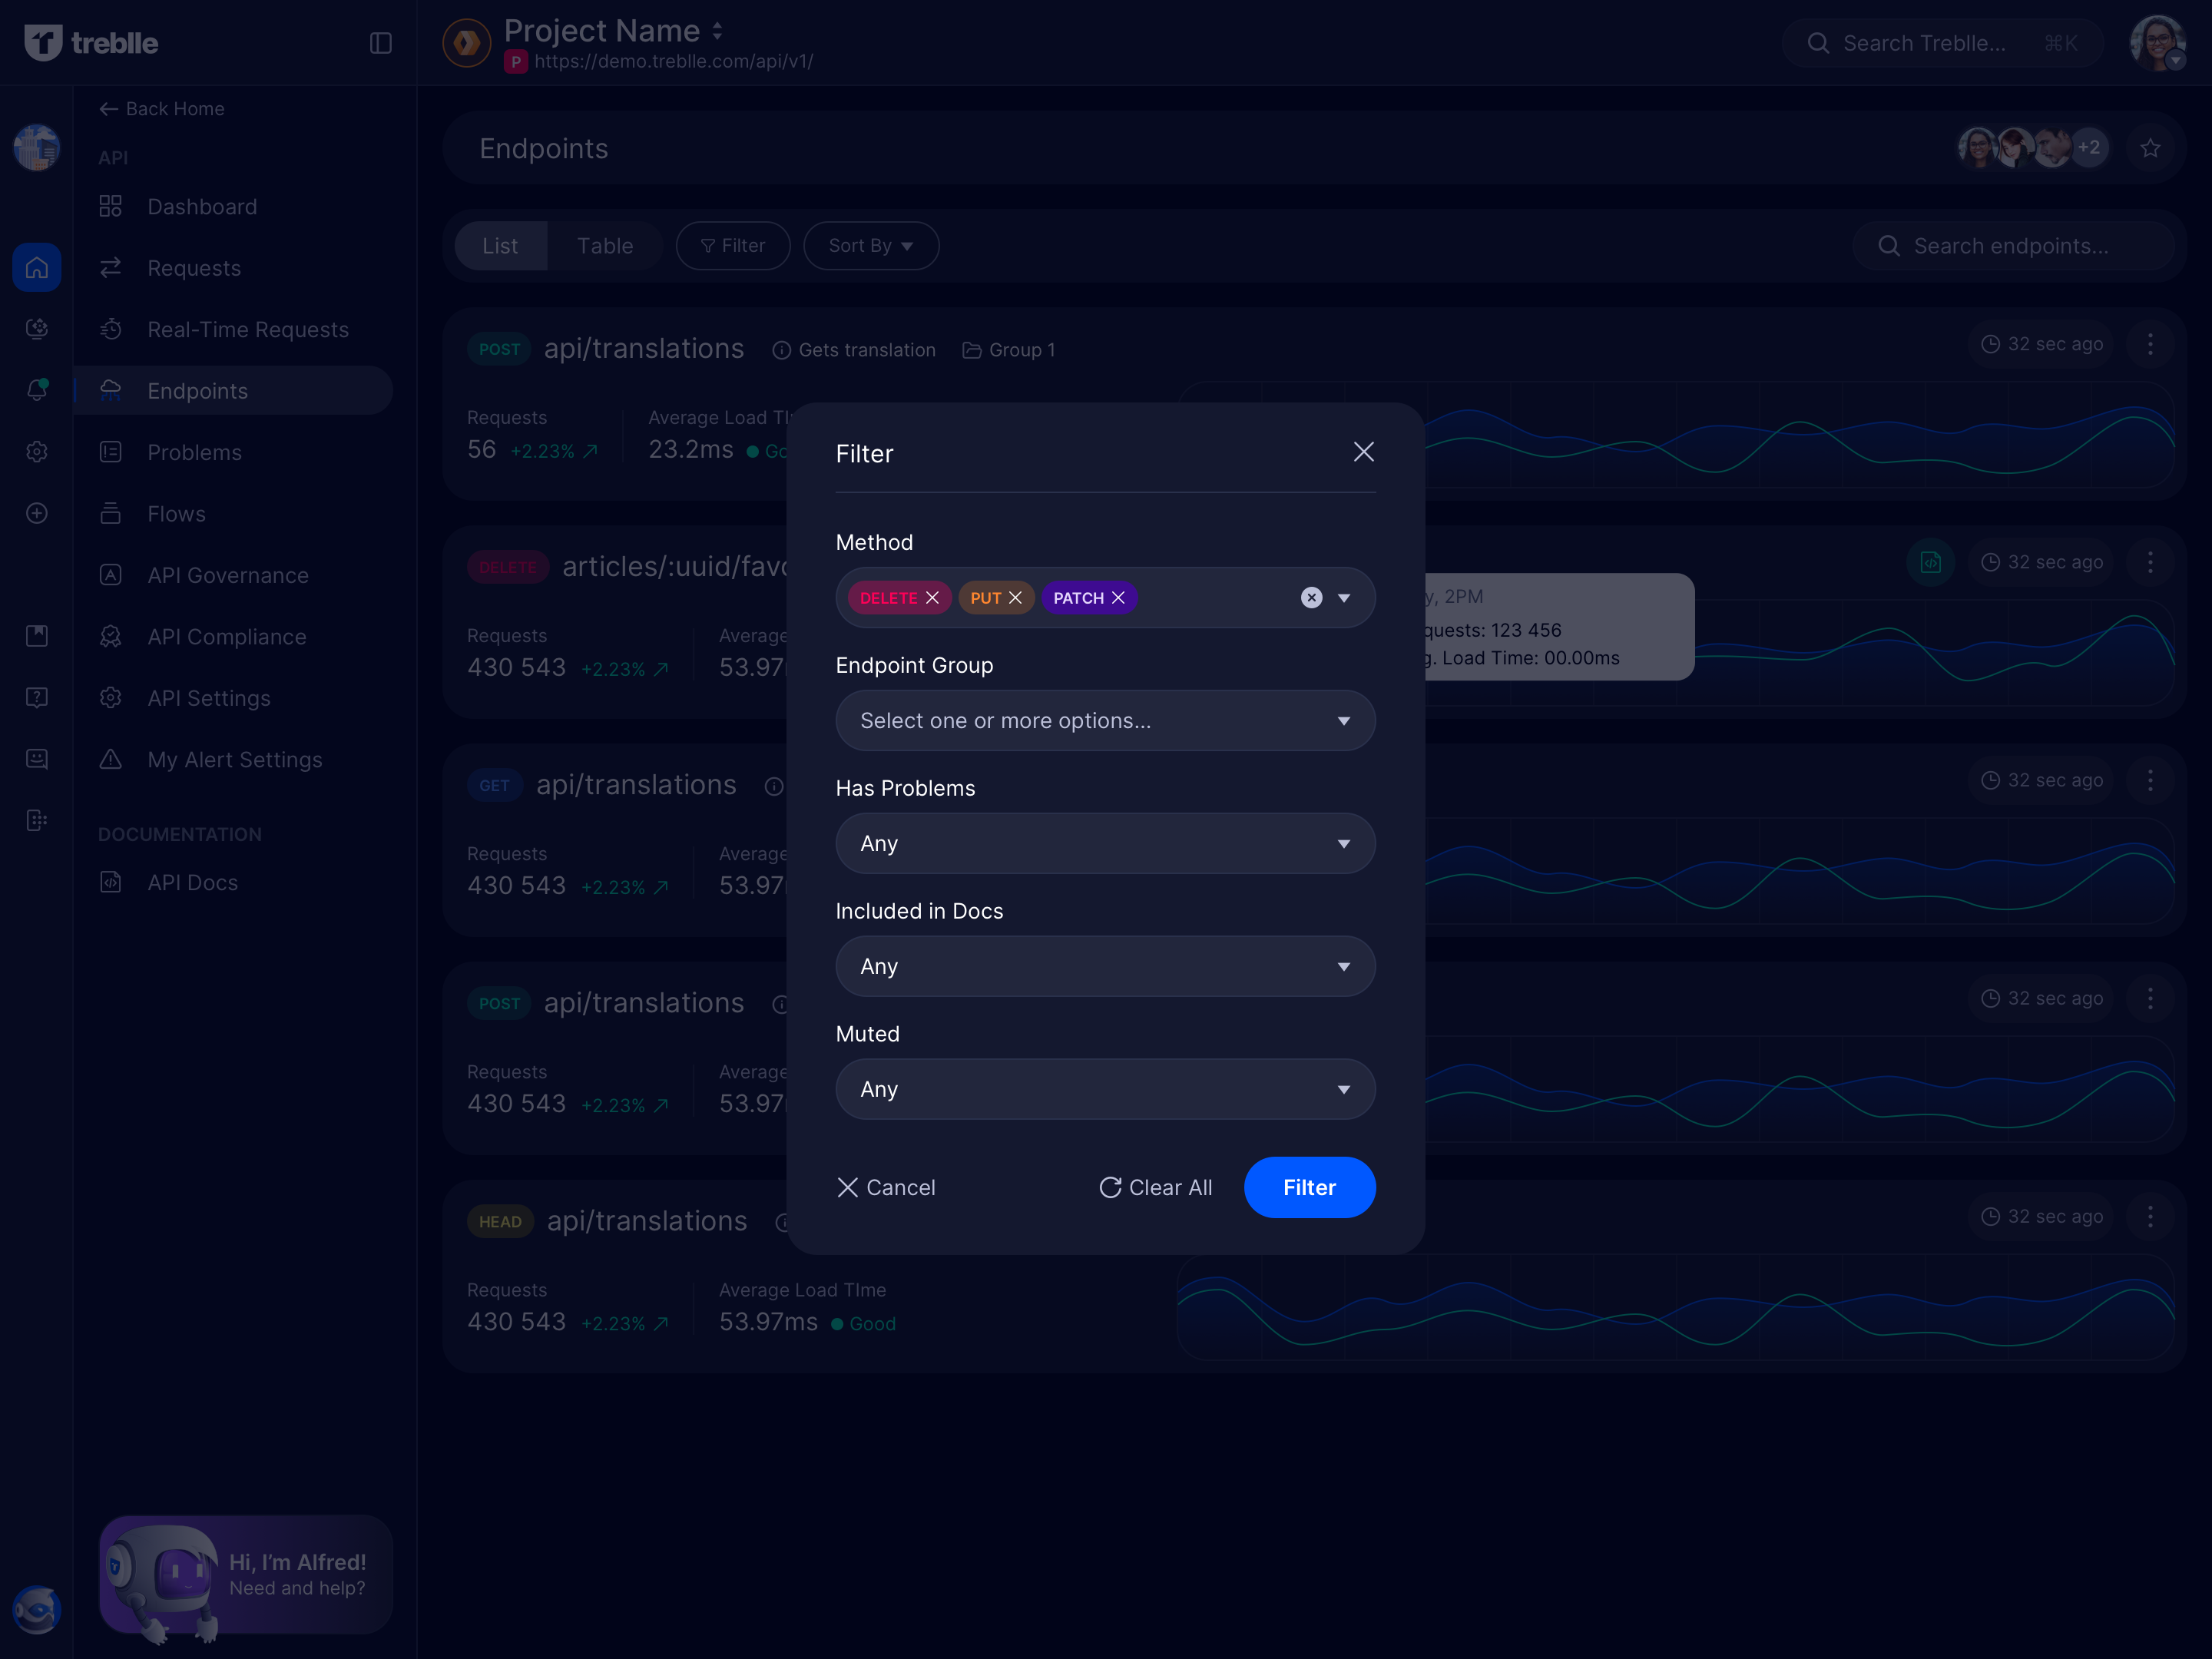 treblle
Project Name
P https://demo.treblle.com/api/v1/
Search Treblle... ⌘K
Back Home
API
Dashboard
Requests
Real-Time Requests
Endpoints
Problems
Flows
API Governance
API Compliance
API Settings
My Alert Settings
DOCUMENTATION
API Docs
Hi, I'm Alfred!
Need and help?
Endpoints
+2
List Table Filter Sort By
Search endpoints...
POST api/translations Gets translation Group 1
32 sec ago
Requests Average Load TI
56 +2.23% 23.2ms Go
DELETE articles/:uuid/favo
32 sec ago
Requests Average
430 543 +2.23% 53.97
y, 2PM
quests: 123 456
g. Load Time: 00.00ms
GET api/translations
32 sec ago
Requests Average
430 543 +2.23% 53.97
POST api/translations
32 sec ago
Requests Average
430 543 +2.23% 53.97
HEAD api/translations
32 sec ago
Requests Average Load TIme
430 543 +2.23% 53.97ms Good
Filter
Method
DELETE PUT PATCH
Endpoint Group
Select one or more options...
Has Problems
Any
Included in Docs
Any
Muted
Any
Cancel Clear All Filter